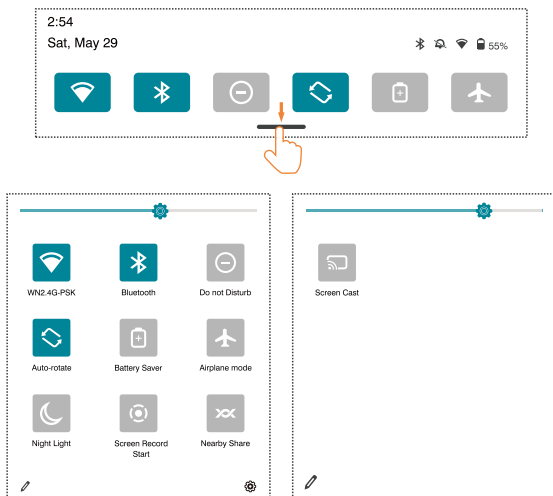 2:54
Sat, May 29
55%
WN2.4G-PSK
Bluetooth
Do not Disturb
Screen Cast
Auto-rotate
Battery Saver
Airplane mode
Night Light
Screen Record
Start
Nearby Share